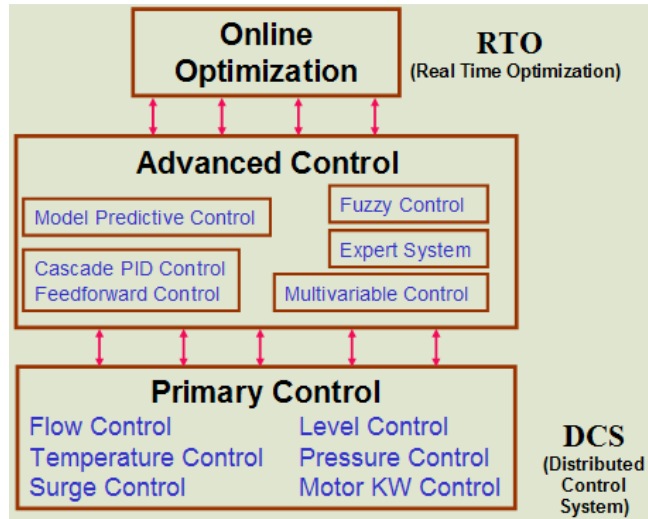 Online
Optimization
RTO
(Real Time Optimization)
Advanced Control
Model Predictive Control
Fuzzy Control
Expert System
Cascade PID Control
Feedforward Control
Multivariable Control
Primary Control
Flow Control
Level Control
Temperature Control
Pressure Control
Surge Control
Motor KW Control
DCS
(Distributed
Control
System)